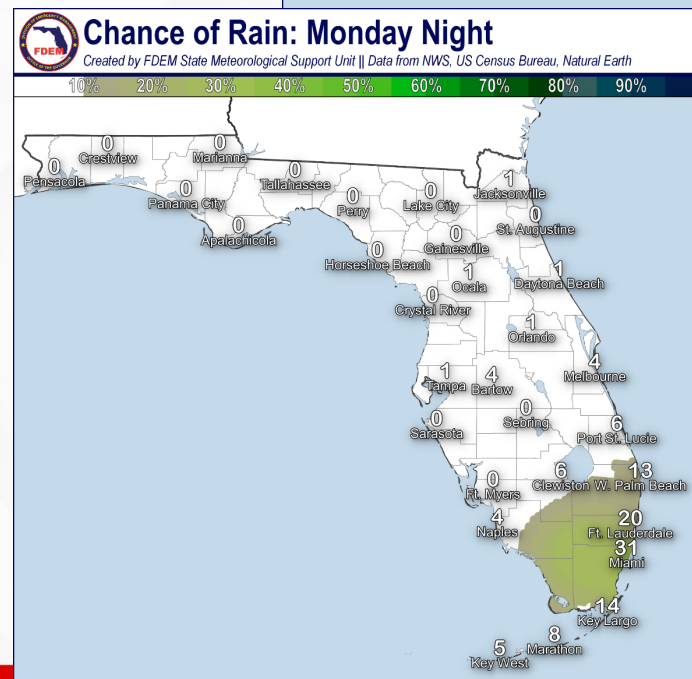 Chance of Rain: Monday Night
Created by FDEM State Meteorological Support Unit || Data from NWS, US Census Bureau, Natural Earth
FDEM
10% 20% 30% 40% 50% 60% 70% 80% 90%
0
Crestview
0
Marianna
0
Pensacola
0
Tallahassee
1
Jacksonville
0
Panama City
0
Perry
0
Lake City
0
St. Augustine
0
Apalachicola
0
Gainesville
0
Horseshoe Beach
1
Ocala
1
Daytona Beach
0
Crystal River
1
Orlando
4
Melbourne
1
Tampa
4
Bartow
0
Sarasota
0
Sebring
6
Port St. Lucie
0
Ft. Myers
6
Clewiston
13
W. Palm Beach
4
Naples
20
Ft. Lauderdale
31
Miami
14
Key Largo
8
Marathon
5
Key West